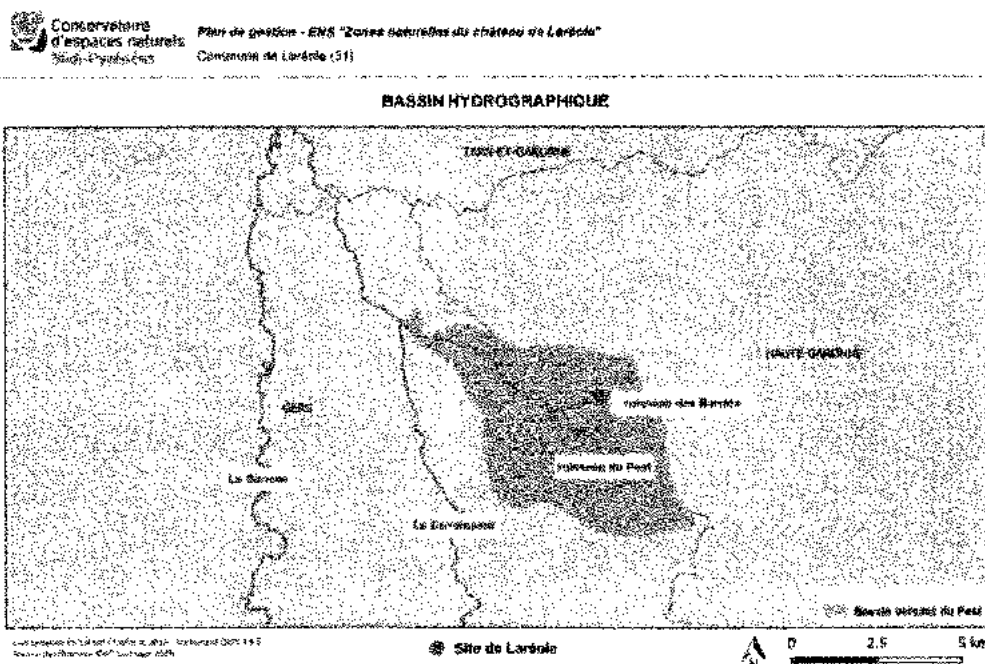 Conservatoire
d'espaces naturels
Midi-Pyrénées
Plan de gestion - ENS "Zones naturelles du château de Laréole"
Commune de Laréole (31)
BASSIN HYDROGRAPHIQUE
TARN-ET-GARONNE
HAUTE-GARONNE
ruisseau des Barrats
GERS
ruisseau du Pest
La Gimone
Bassin versant du Pest
Site de Laréole
0 2.5 5 km